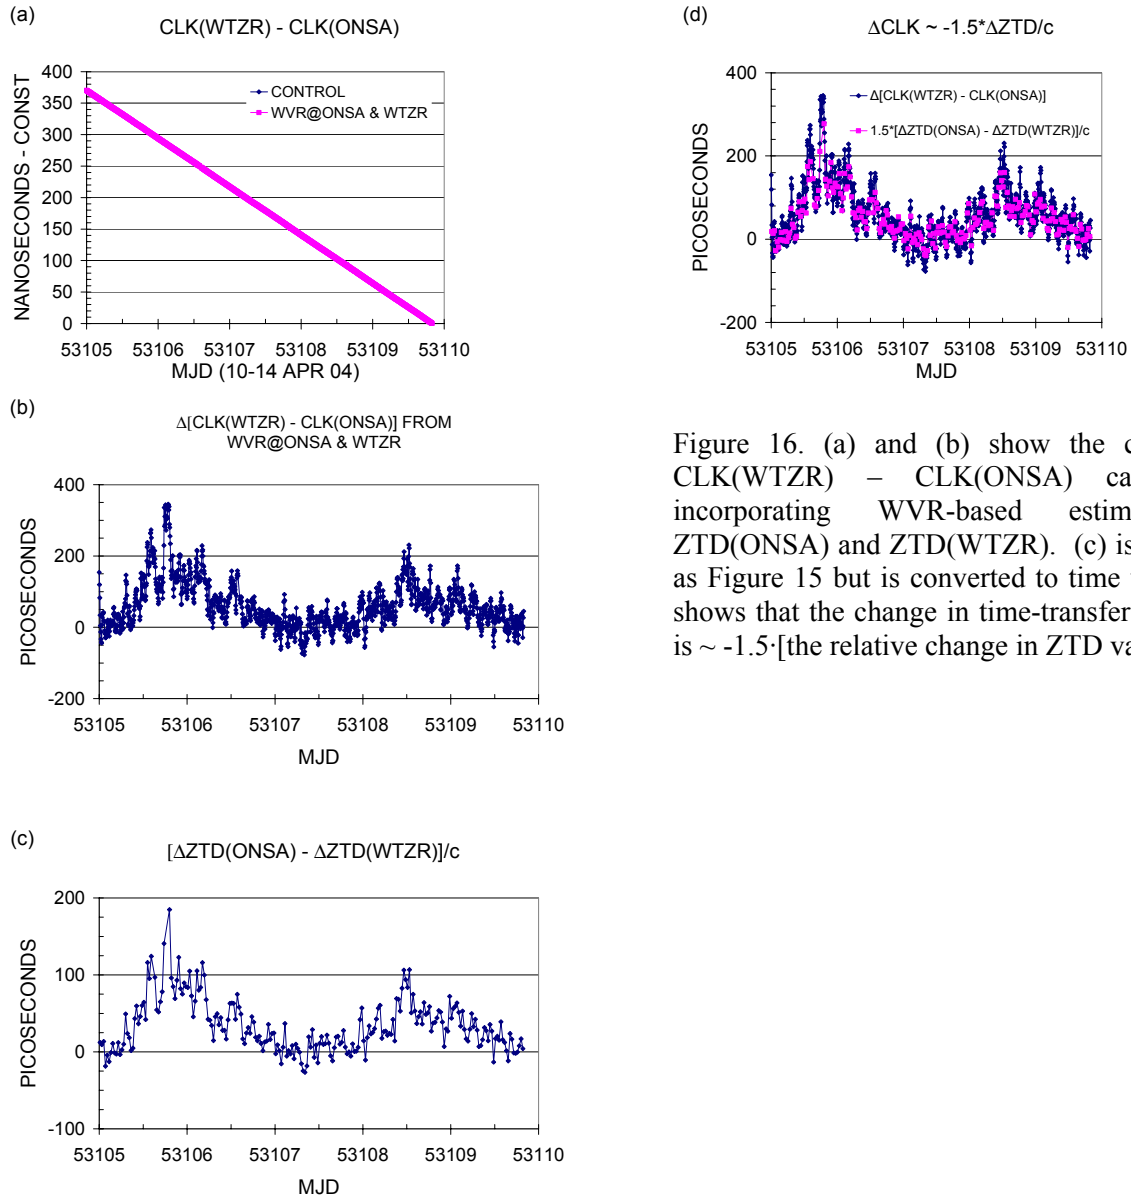 (a)
CLK(WTZR) - CLK(ONSA)
NANOSECONDS - CONST
400
350
300
250
200
150
100
50
0
CONTROL
WVR@ONSA & WTZR
53105 53106 53107 53108 53109 53110
MJD (10-14 APR 04)
(b)
Δ[CLK(WTZR) - CLK(ONSA)] FROM
WVR@ONSA & WTZR
PICOSECONDS
400
200
0
-200
53105 53106 53107 53108 53109 53110
MJD
(c)
[ΔZTD(ONSA) - ΔZTD(WTZR)]/c
PICOSECONDS
200
100
0
-100
53105 53106 53107 53108 53109 53110
MJD
(d)
ΔCLK ~ -1.5*ΔZTD/c
PICOSECONDS
400
200
0
-200
Δ[CLK(WTZR) - CLK(ONSA)]
1.5*[ΔZTD(ONSA) - ΔZTD(WTZR)]/c
53105 53106 53107 53108 53109 53110
MJD
Figure 16. (a) and (b) show the c
CLK(WTZR) – CLK(ONSA) ca
incorporating WVR-based estim
ZTD(ONSA) and ZTD(WTZR). (c) is
as Figure 15 but is converted to time
shows that the change in time-transfer
is ~ -1.5·[the relative change in ZTD va